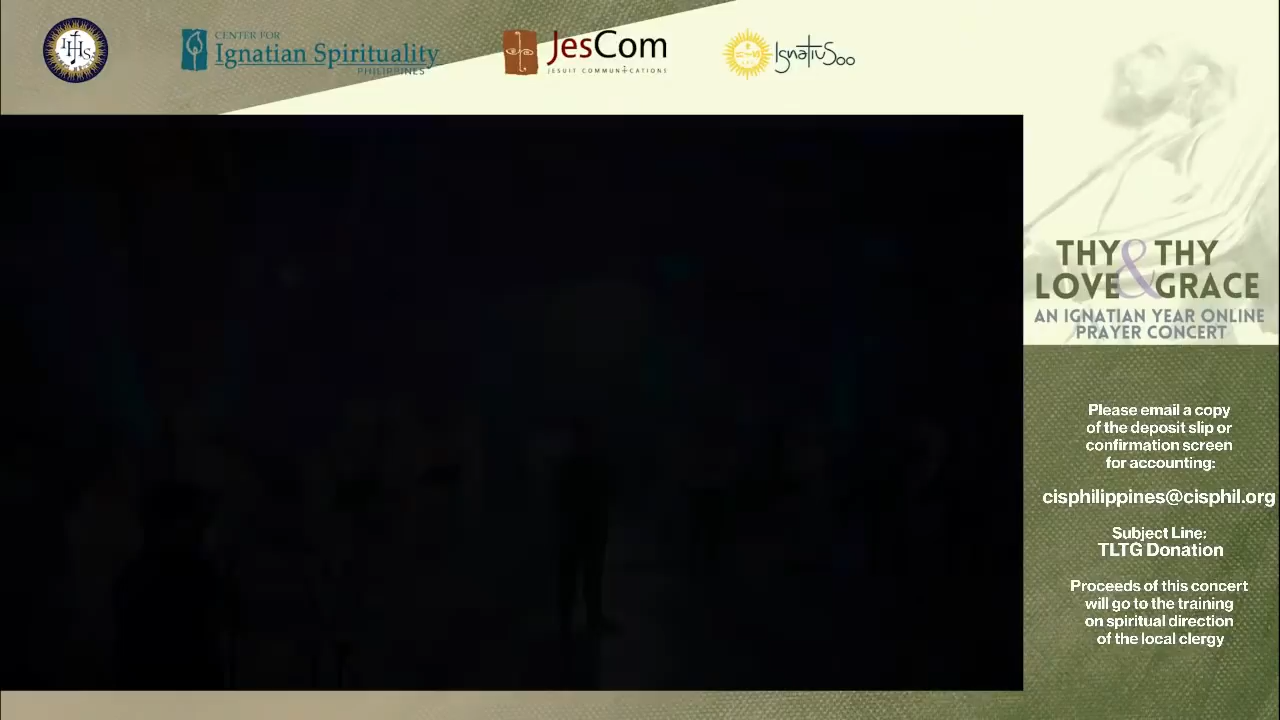 IHS
CENTER FOR
Ignatian Spirituality
PHILIPPINES
JesCom
JESUIT COMMUNICATIONS
IgnatiuS500
THY & THY
LOVE GRACE
AN IGNATIAN YEAR ONLINE
PRAYER CONCERT
Please email a copy
of the deposit slip or
confirmation screen
for accounting:
cisphilippines@cisphil.org
Subject Line:
TLTG Donation
Proceeds of this concert
will go to the training
on spiritual direction
of the local clergy